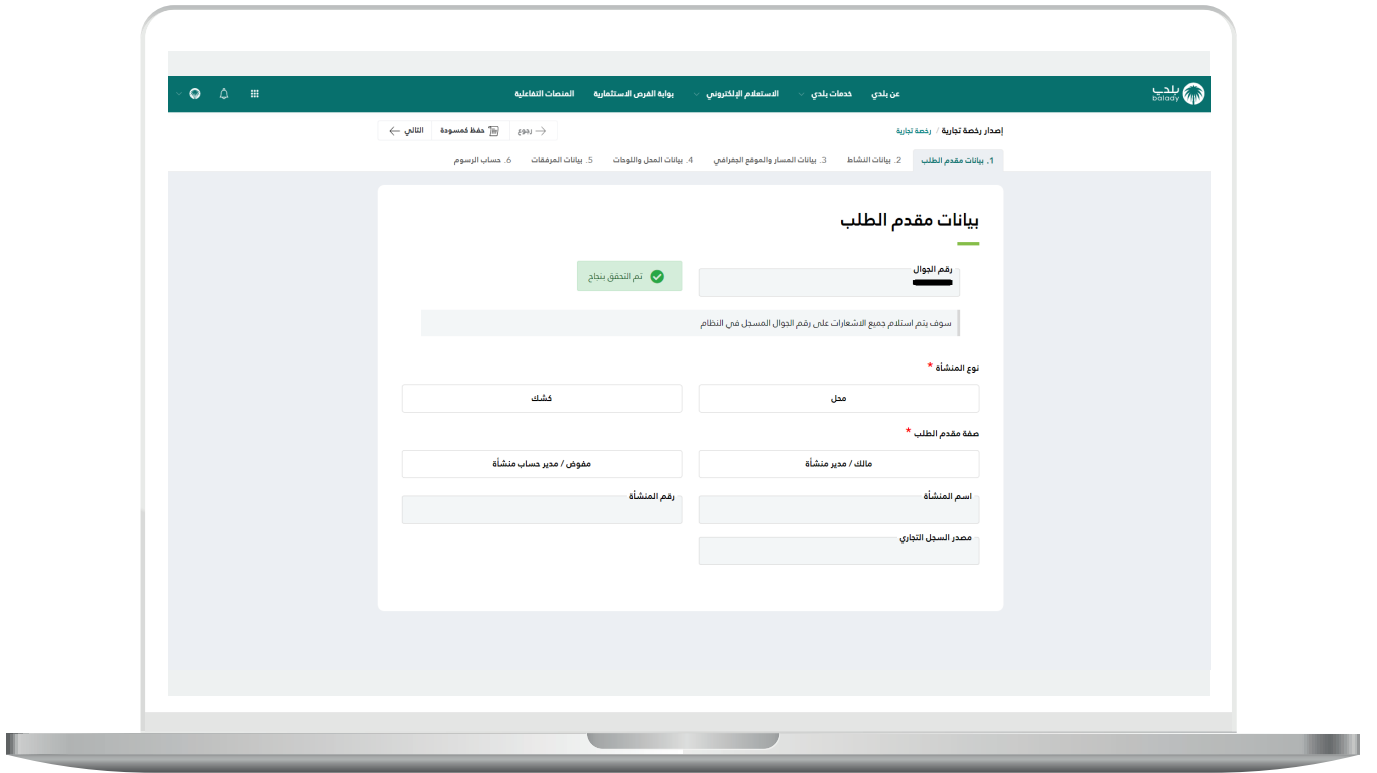 بلدي
balady
عن بلدي
خدمات بلدي
الاستعلام الإلكتروني
بوابة الفرص الاستثمارية
المنصات التفاعلية
إصدار رخصة تجارية / رخصة تجارية
رجوع
حفظ كمسودة
التالي
1. بيانات مقدم الطلب
2. بيانات النشاط
3. بيانات المسار والموقع الجغرافي
4. بيانات المحل واللوحات
5. بيانات المرفقات
6. حساب الرسوم
بيانات مقدم الطلب
رقم الجوال
تم التحقق بنجاح
سوف يتم استلام جميع الاشعارات على رقم الجوال المسجل في النظام
نوع المنشأة *
محل
كشك
صفة مقدم الطلب *
مالك / مدير منشأة
مفوض / مدير حساب منشأة
اسم المنشأة
رقم المنشأة
مصدر السجل التجاري